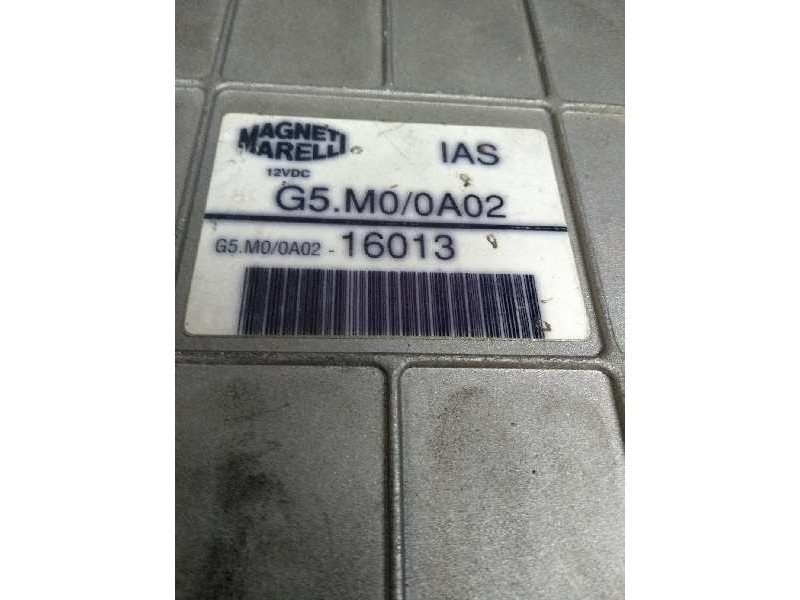 MAGNETI
MARELLI
IAS
12VDC
G5.M0/0A02
G5.M0/0A02 - 16013